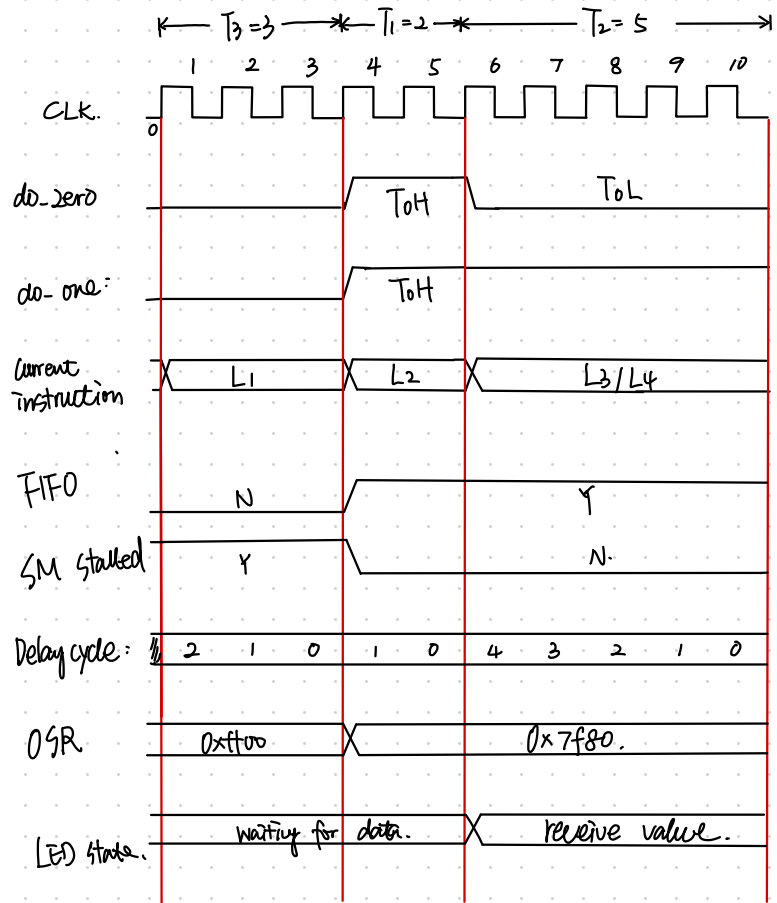 T3=3 T1=2 T2=5
1 2 3 4 5 6 7 8 9 10
CLK.
0
do_zero ToH ToL
do_one: ToH
Current instruction L1 L2 L3/L4
FIFO N Y
SM Stalled Y N.
Delay cycle: 2 1 0 1 0 4 3 2 1 0
OSR 0xff00 0x7f80.
LED state. waiting for data. receive value.